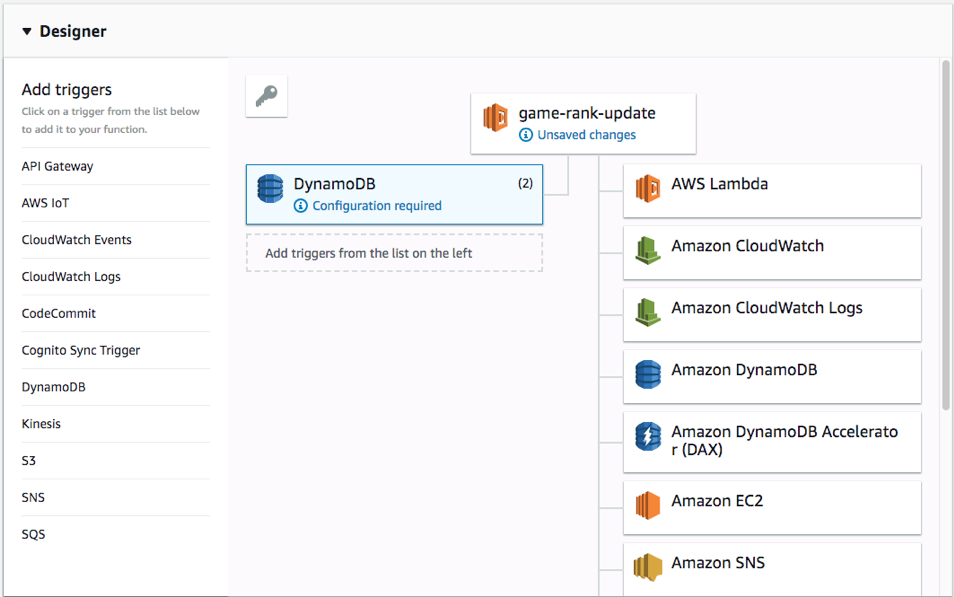 Designer
Add triggers
Click on a trigger from the list below
to add it to your function.
API Gateway
AWS IoT
CloudWatch Events
CloudWatch Logs
CodeCommit
Cognito Sync Trigger
DynamoDB
Kinesis
S3
SNS
SQS
game-rank-update
Unsaved changes
DynamoDB (2)
Configuration required
Add triggers from the list on the left
AWS Lambda
Amazon CloudWatch
Amazon CloudWatch Logs
Amazon DynamoDB
Amazon DynamoDB Accelerato
r (DAX)
Amazon EC2
Amazon SNS